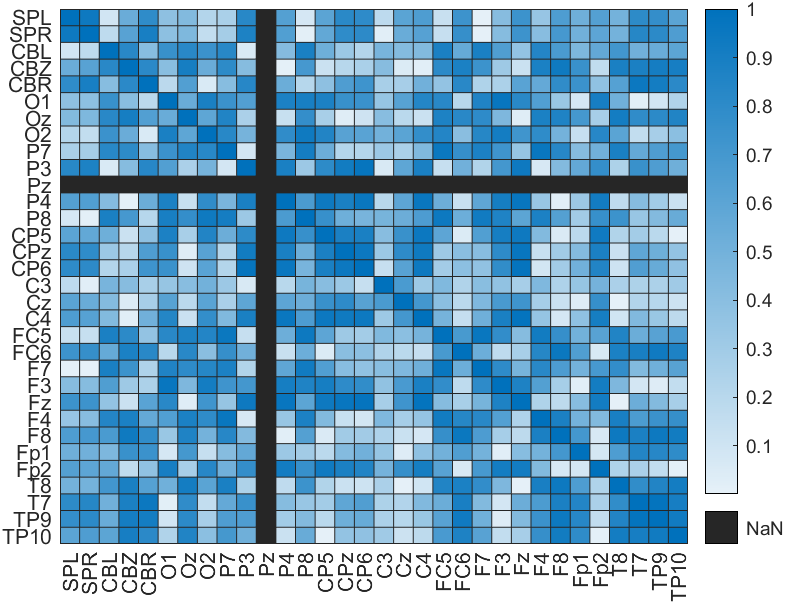 SPL
SPR
CBL
CBZ
CBR
O1
Oz
O2
P7
P3
Pz
P4
P8
CP5
CPz
CP6
C3
Cz
C4
FC5
FC6
F7
F3
Fz
F4
F8
Fp1
Fp2
T8
T7
TP9
TP10
SPL SPR CBL CBZ CBR O1 Oz O2 P7 P3 Pz P4 P8 CP5 CPz CP6 C3 Cz C4 FC5 FC6 F7 F3 Fz F4 F8 Fp1 Fp2 T8 T7 TP9 TP10
1
0.9
0.8
0.7
0.6
0.5
0.4
0.3
0.2
0.1
NaN